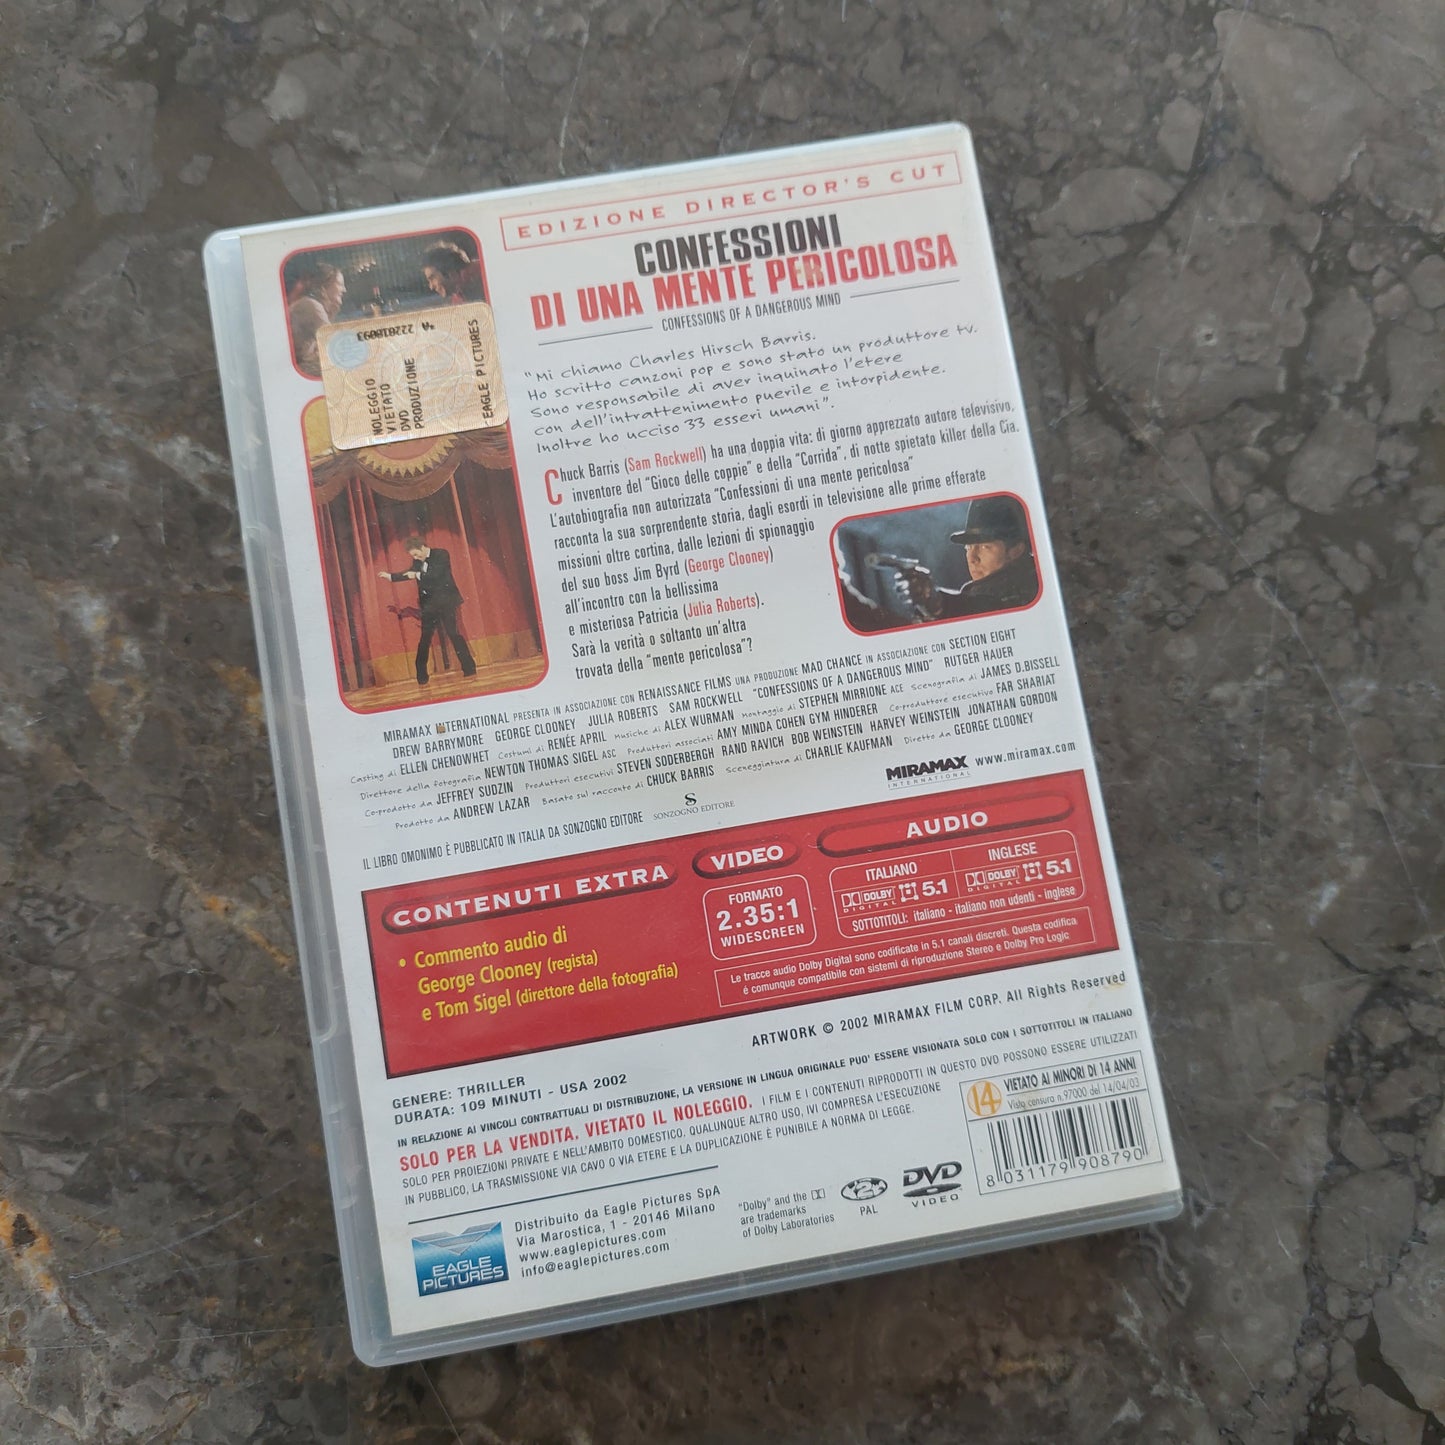 EDIZIONE DIRECTOR'S CUT
CONFESSIONI
DI UNA MENTE PERICOLOSA
CONFESSIONS OF A DANGEROUS MIND
"Mi chiamo Charles Hirsch Barris.
Ho scritto canzoni pop e sono stato un produttore tv.
Sono responsabile di aver inquinato l'etere
con dell'intrattenimento puerile e intorpidente.
Inoltre ho ucciso 33 esseri umani".
Chuck Barris (Sam Rockwell) ha una doppia vita: di giorno apprezzato autore televisivo,
inventore del "Gioco delle coppie" e della "Corrida", di notte spietato killer della Cia.
L'autobiografia non autorizzata "Confessioni di una mente pericolosa"
racconta la sua sorprendente storia, dagli esordi in televisione alle prime efferate
missioni oltre cortina, dalle lezioni di spionaggio
del suo boss Jim Byrd (George Clooney)
all'incontro con la bellissima
e misteriosa Patricia (Julia Roberts).
Sarà la verità o soltanto un'altra
trovata della "mente pericolosa"?
NOLEGGIO
VIETATO
DVD
PRODUZIONE
EAGLE PICTURES
MIRAMAX INTERNATIONAL PRESENTA IN ASSOCIAZIONE CON RENAISSANCE FILMS UNA PRODUZIONE MAD CHANCE IN ASSOCIAZIONE CON SECTION EIGHT
DREW BARRYMORE GEORGE CLOONEY JULIA ROBERTS SAM ROCKWELL "CONFESSIONS OF A DANGEROUS MIND" RUTGER HAUER
Casting di ELLEN CHENOWHET Costumi di RENÉE APRIL Musiche di ALEX WURMAN Montaggio di STEPHEN MIRRIONE ACE Scenografia di JAMES D.BISSELL
Direttore della fotografia NEWTON THOMAS SIGEL ASC Produttori associati AMY MINDA COHEN GYM HINDERER Co-produttore esecutivo FAR SHARIAT
Co-prodotto da JEFFREY SUDZIN Produttori esecutivi STEVEN SODERBERGH RAND RAVICH BOB WEINSTEIN HARVEY WEINSTEIN JONATHAN GORDON
Prodotto da ANDREW LAZAR Basato sul racconto di CHUCK BARRIS Sceneggiatura di CHARLIE KAUFMAN Diretto da GEORGE CLOONEY
MIRAMAX INTERNATIONAL www.miramax.com
IL LIBRO OMONIMO È PUBBLICATO IN ITALIA DA SONZOGNO EDITORE S SONZOGNO EDITORE
CONTENUTI EXTRA
• Commento audio di
George Clooney (regista)
e Tom Sigel (direttore della fotografia)
VIDEO
FORMATO
2.35:1
WIDESCREEN
AUDIO
ITALIANO
DOLBY DIGITAL 5.1
INGLESE
DOLBY DIGITAL 5.1
SOTTOTITOLI: italiano - italiano non udenti - inglese
Le tracce audio Dolby Digital sono codificate in 5.1 canali discreti. Questa codifica
é comunque compatibile con sistemi di riproduzione Stereo e Dolby Pro Logic
ARTWORK © 2002 MIRAMAX FILM CORP. All Rights Reserved
GENERE: THRILLER
DURATA: 109 MINUTI - USA 2002
IN RELAZIONE AI VINCOLI CONTRATTUALI DI DISTRIBUZIONE, LA VERSIONE IN LINGUA ORIGINALE PUO' ESSERE VISIONATA SOLO CON I SOTTOTITOLI IN ITALIANO
SOLO PER LA VENDITA. VIETATO IL NOLEGGIO. I FILM E I CONTENUTI RIPRODOTTI IN QUESTO DVD POSSONO ESSERE UTILIZZATI
SOLO PER PROIEZIONI PRIVATE E NELL'AMBITO DOMESTICO. QUALUNQUE ALTRO USO, IVI COMPRESA L'ESECUZIONE
IN PUBBLICO, LA TRASMISSIONE VIA CAVO O VIA ETERE E LA DUPLICAZIONE È PUNIBILE A NORMA DI LEGGE.
14 VIETATO AI MINORI DI 14 ANNI
Visto censura n.97000 del 14/04/03
8 031179 908790
EAGLE
PICTURES
Distribuito da Eagle Pictures SpA
Via Marostica, 1 - 20146 Milano
www.eaglepictures.com
info@eaglepictures.com
"Dolby" and the
are trademarks
of Dolby Laboratories
2
PAL
DVD
VIDEO